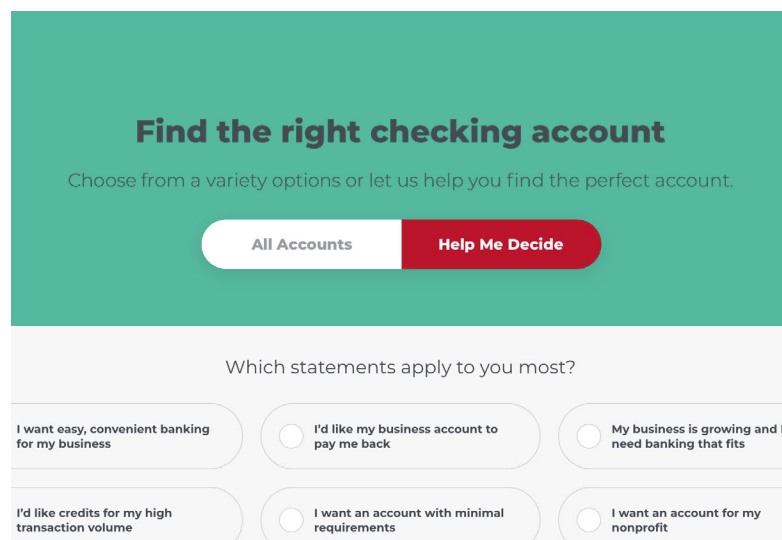 Find the right checking account
Choose from a variety options or let us help you find the perfect account.
All Accounts
Help Me Decide
Which statements apply to you most?
I want easy, convenient banking
for my business
I'd like my business account to
pay me back
My business is growing and I
need banking that fits
I'd like credits for my high
transaction volume
I want an account with minimal
requirements
I want an account for my
nonprofit